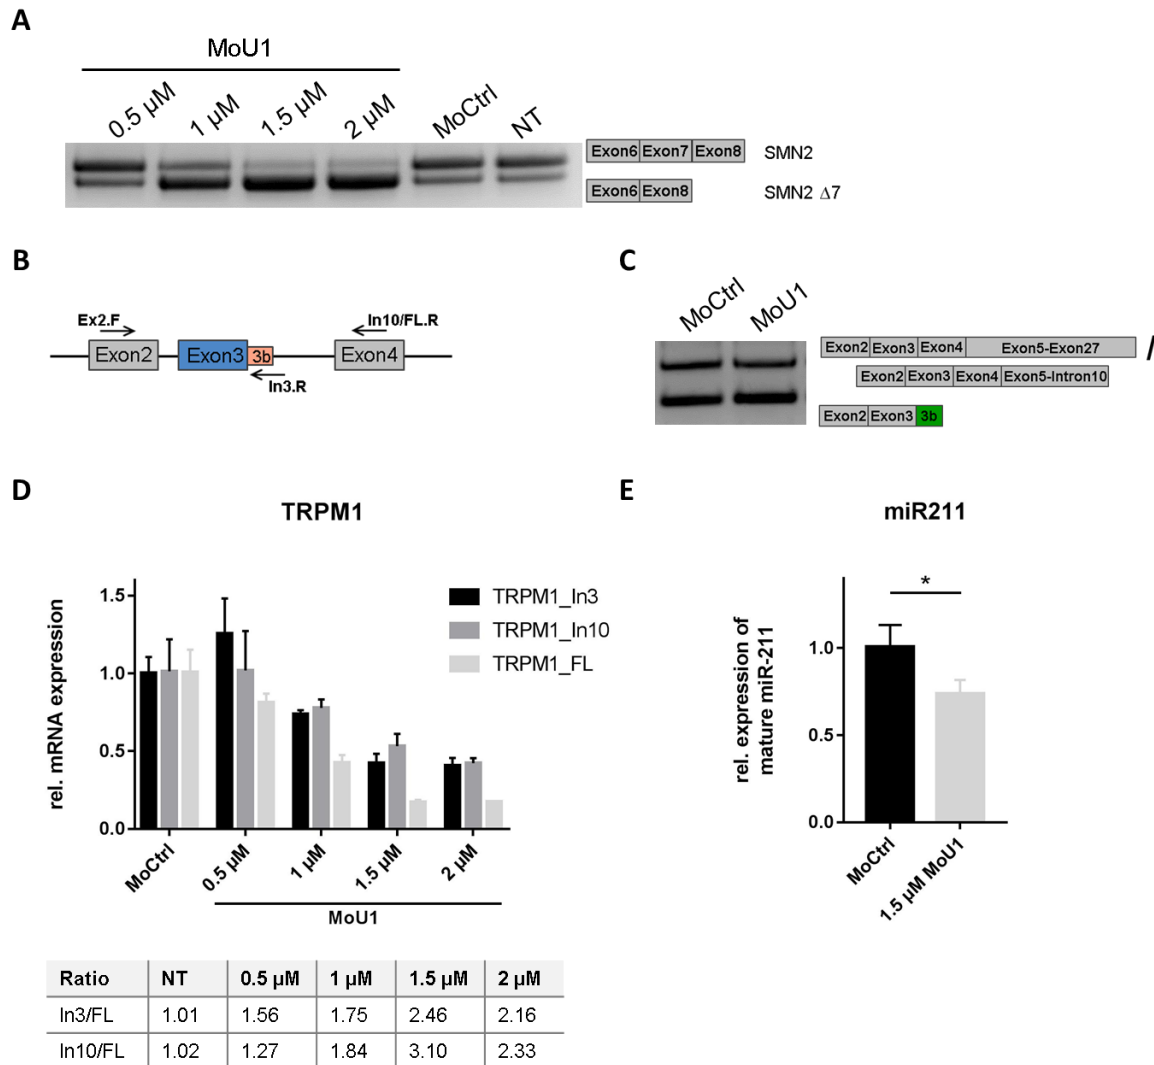 A
MoU1
0.5 µM 1 µM 1.5 µM 2 µM MoCtrl NT
Exon6 Exon7 Exon8 SMN2
Exon6 Exon8 SMN2 Δ7
B
Ex2.F In10/FL.R
Exon2 Exon3 3b Exon4
In3.R
C
MoCtrl MoU1
Exon2 Exon3 Exon4 Exon5-Exon27 /
Exon2 Exon3 Exon4 Exon5-Intron10
Exon2 Exon3 3b
D
TRPM1
rel. mRNA expression
1.5
1.0
0.5
0.0
TRPM1_In3
TRPM1_In10
TRPM1_FL
MoCtrl 0.5 µM 1 µM 1.5 µM 2 µM
MoU1
Ratio NT 0.5 µM 1 µM 1.5 µM 2 µM
In3/FL 1.01 1.56 1.75 2.46 2.16
In10/FL 1.02 1.27 1.84 3.10 2.33
E
miR211
rel. expression of
mature miR-211
*
1.0
0.5
0.0
MoCtrl 1.5 µM MoU1